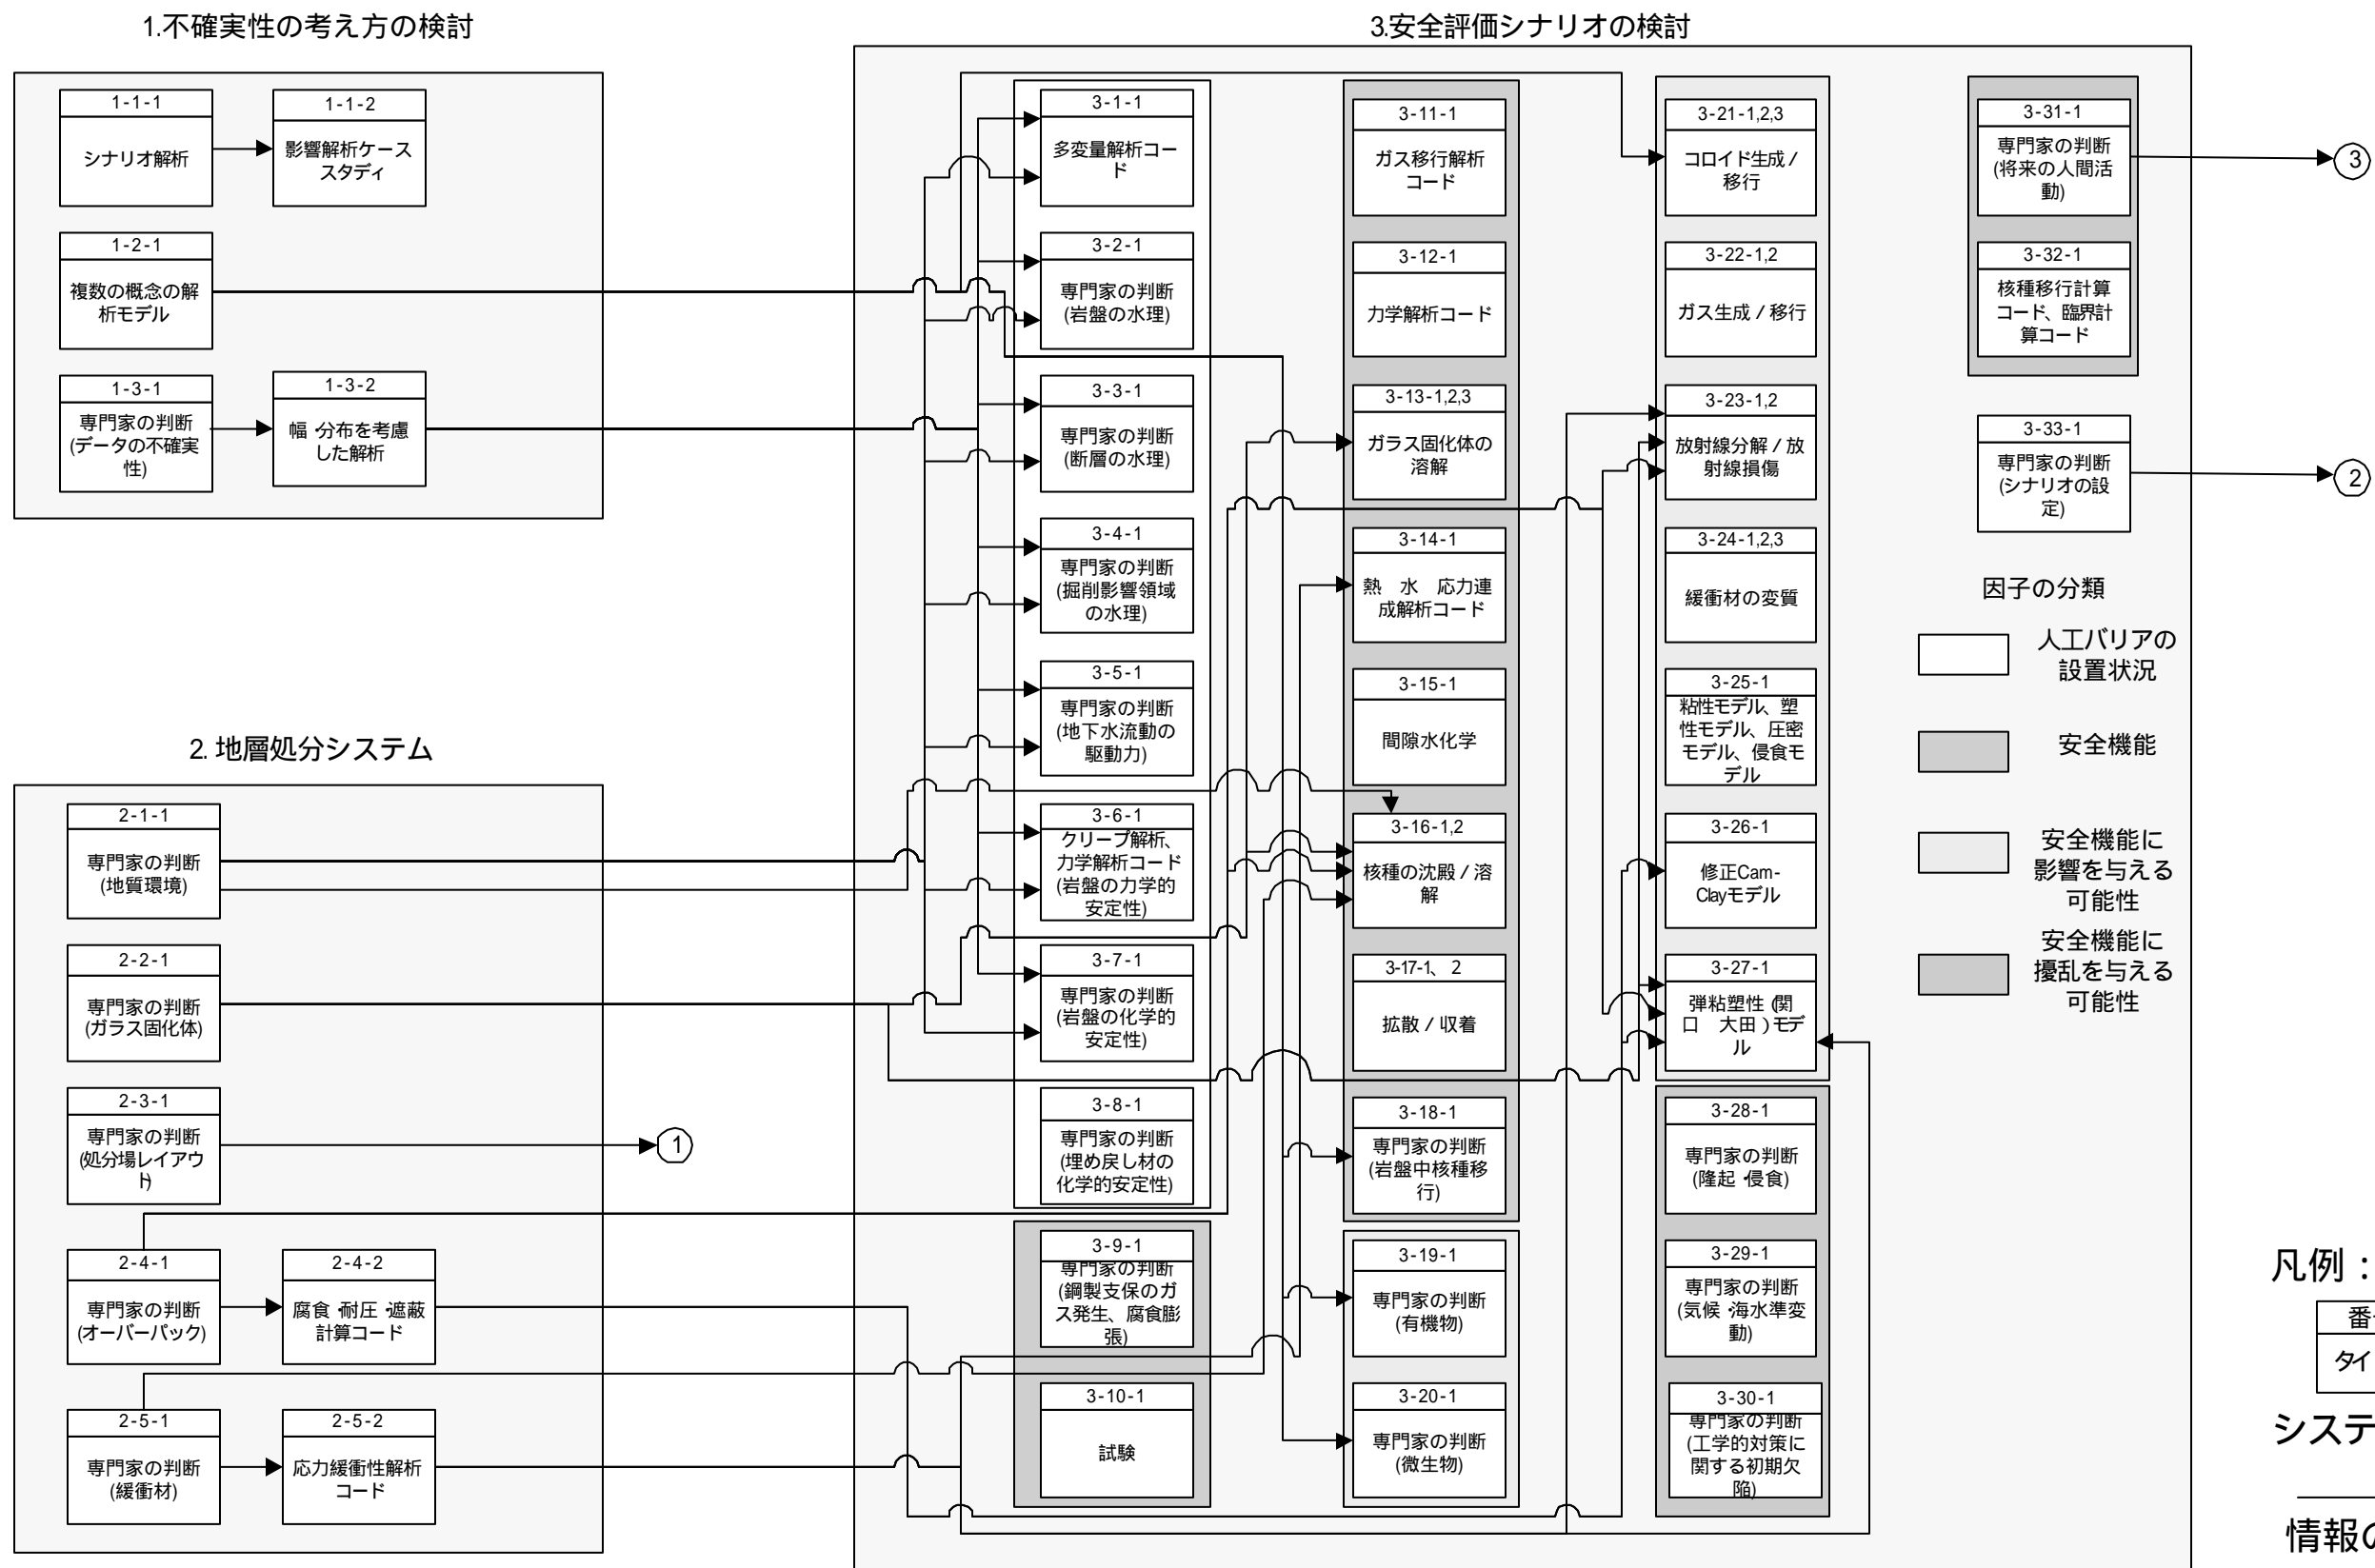 1.不確実性の考え方の検討
1-1-1
シナリオ解析
1-1-2
影響解析ケース
スタディ
1-2-1
複数の概念の解
析モデル
1-3-1
専門家の判断
(データの不確実
性)
1-3-2
幅・分布を考慮
した解析
2.地層処分システム
2-1-1
専門家の判断
(地質環境)
2-2-1
専門家の判断
(ガラス固化体)
2-3-1
専門家の判断
(処分場レイアウ
ト)
1
2-4-1
専門家の判断
(オーバーパック)
2-4-2
腐食・耐圧・遮蔽
計算コード
2-5-1
専門家の判断
(緩衝材)
2-5-2
応力緩衝性解析
コード
3.安全評価シナリオの検討
3-1-1
多変量解析コー
ド
3-2-1
専門家の判断
(岩盤の水理)
3-3-1
専門家の判断
(断層の水理)
3-4-1
専門家の判断
(掘削影響領域
の水理)
3-5-1
専門家の判断
(地下水流動の
駆動力)
3-6-1
クリープ解析、
力学解析コード
(岩盤の力学的
安定性)
3-7-1
専門家の判断
(岩盤の化学的
安定性)
3-8-1
専門家の判断
(埋め戻し材の
化学的安定性)
3-9-1
専門家の判断
(鋼製支保のガ
ス発生、腐食膨
張)
3-10-1
試験
3-11-1
ガス移行解析
コード
3-12-1
力学解析コード
3-13-1,2,3
ガラス固化体の
溶解
3-14-1
熱 水 応力連
成解析コード
3-15-1
間隙水化学
3-16-1,2
核種の沈殿/溶
解
3-17-1、2
拡散/収着
3-18-1
専門家の判断
(岩盤中核種移
行)
3-19-1
専門家の判断
(有機物)
3-20-1
専門家の判断
(微生物)
3-21-1,2,3
コロイド生成/
移行
3-22-1,2
ガス生成/移行
3-23-1,2
放射線分解/放
射線損傷
3-24-1,2,3
緩衝材の変質
3-25-1
粘性モデル、塑
性モデル、圧密
モデル、侵食モ
デル
3-26-1
修正Cam-
Clayモデル
3-27-1
弾粘塑性(関
口 大田)モデ
ル
3-28-1
専門家の判断
(隆起・侵食)
3-29-1
専門家の判断
(気候・海水準変
動)
3-30-1
専門家の判断
(工学的対策に
関する初期欠
陥)
3-31-1
専門家の判断
(将来の人間活
動)
3
3-32-1
核種移行計算
コード、臨界計
算コード
3-33-1
専門家の判断
(シナリオの設
定)
2
因子の分類
人工バリアの
設置状況
安全機能
安全機能に
影響を与える
可能性
安全機能に
擾乱を与える
可能性
凡例:
番
タイ
システ
情報の